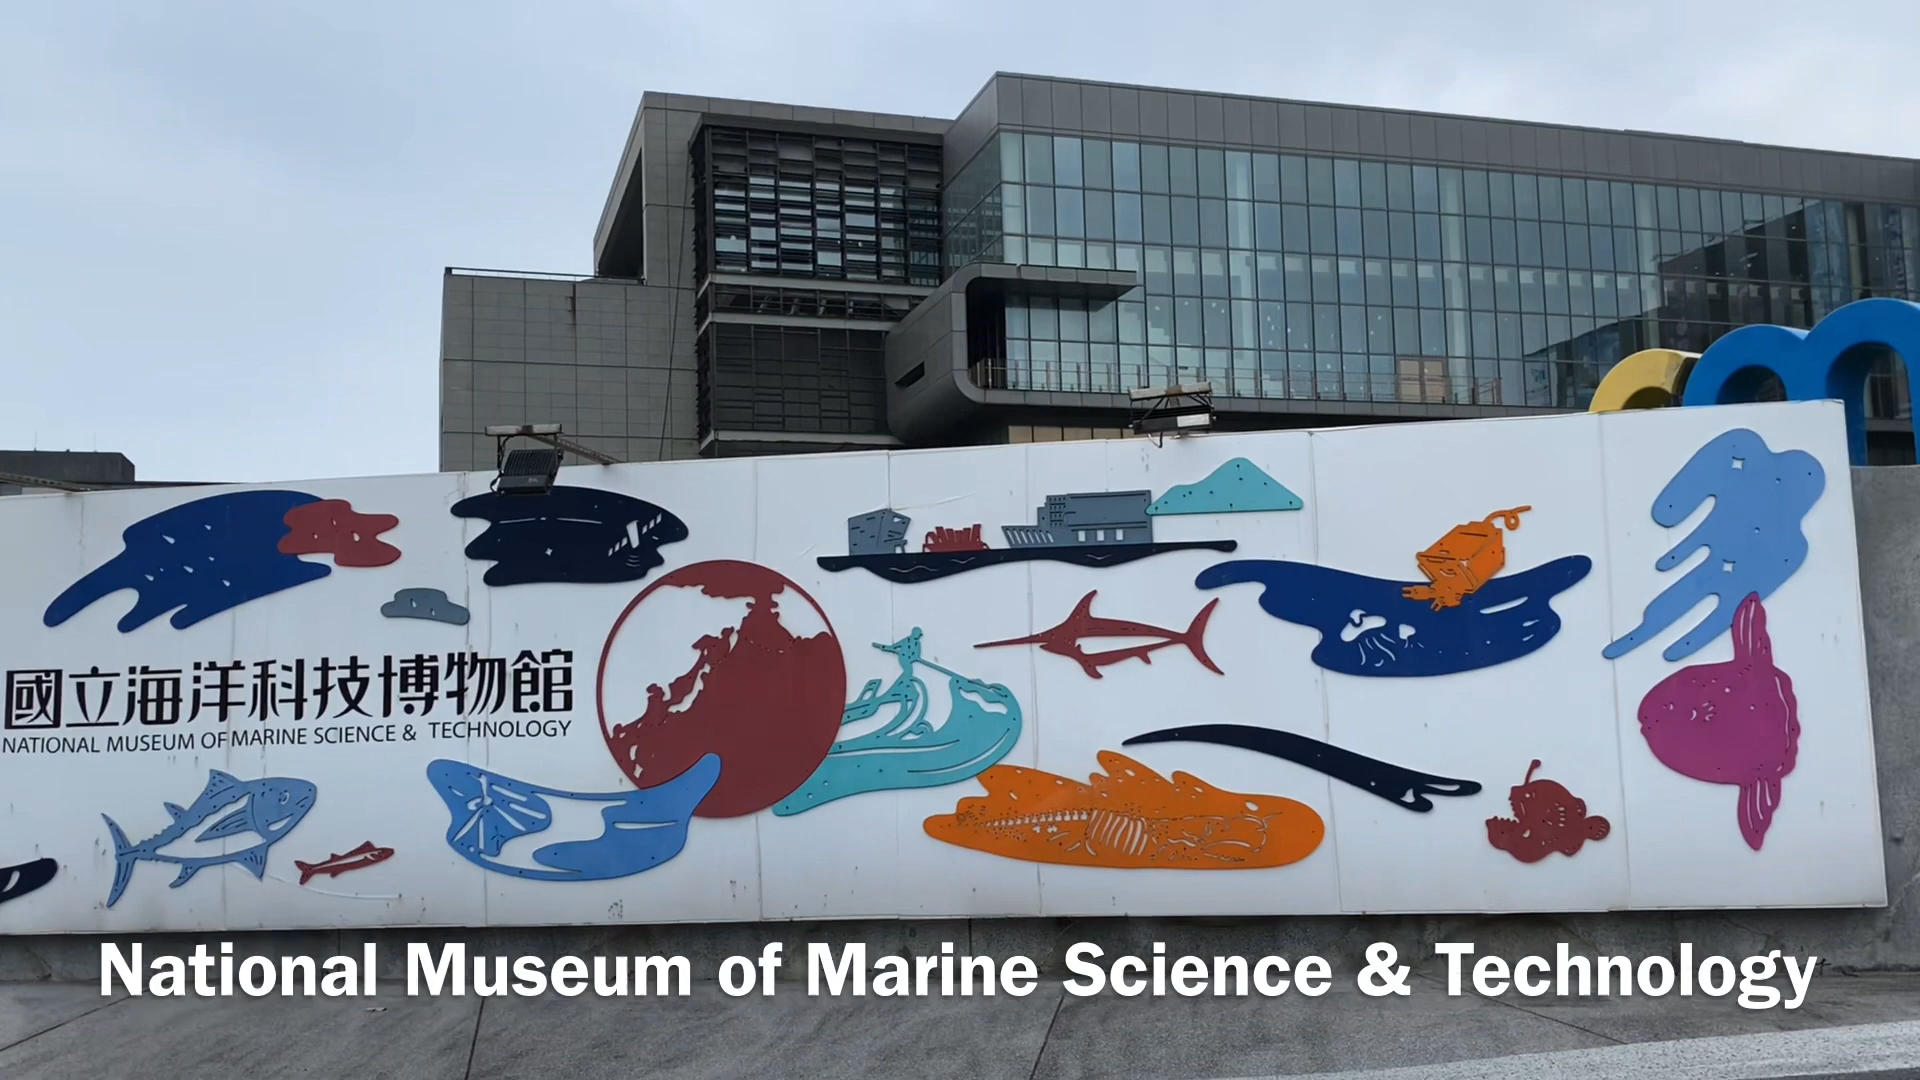 國立海洋科技博物館
NATIONAL MUSEUM OF MARINE SCIENCE & TECHNOLOGY
National Museum of Marine Science & Technology